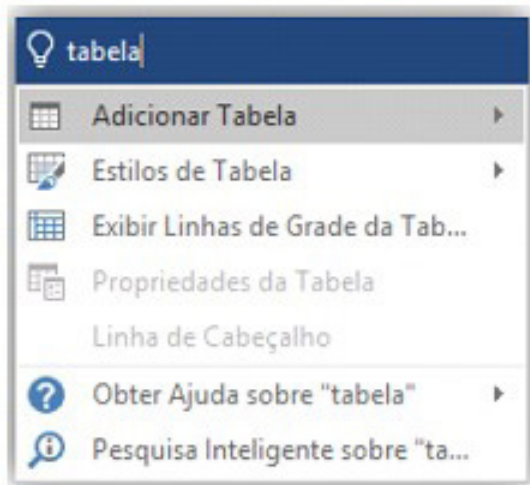 tabela
Adicionar Tabela
Estilos de Tabela
Exibir Linhas de Grade da Tab...
Propriedades da Tabela
Linha de Cabeçalho
Obter Ajuda sobre "tabela"
Pesquisa Inteligente sobre "ta...